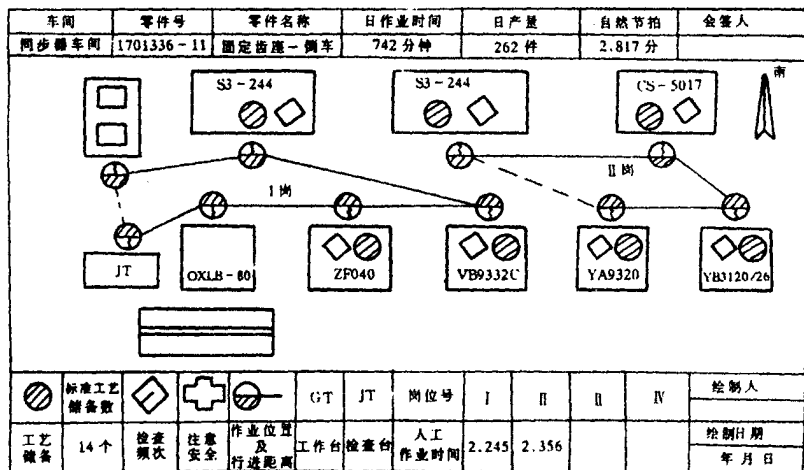 车间 零件号 零件名称 日作业时间 日产量 自然节拍 会签人
同步器车间 1701336-11 固定齿座-倒车 742分钟 262件 2.817分
S3-244 S3-244 CS-5017 南
I岗 II岗
JT OXLB-80 ZF040 VB9332C YA9320 YB3120/26
标准工艺储备数 GT JT 岗位号 I II II IV 绘制人
工艺储备 14个 检查频次 注意安全 作业位置及行进距离 工作台 检查台 人工作业时间 2.245 2.356 绘制日期
年月日